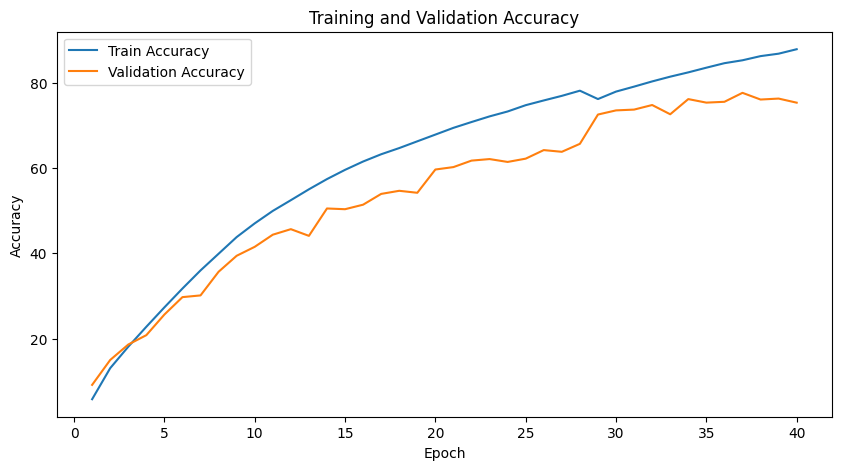 Training and Validation Accuracy
Train Accuracy
Validation Accuracy
Accuracy
80
60
40
20
0 5 10 15 20 25 30 35 40
Epoch